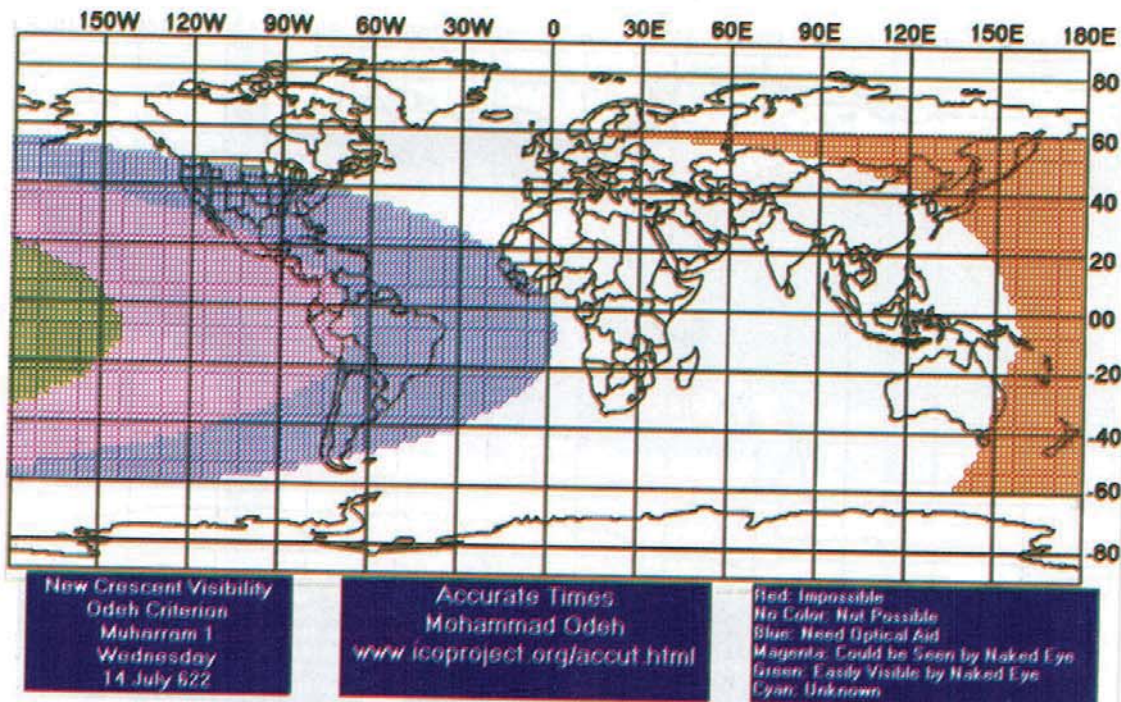 150W 120W 90W 60W 30W 0 30E 60E 90E 120E 150E 180E
80
60
40
20
00
-20
-40
-60
-80
New Crescent Visibility
Odeh Criterion
Muharram 1
Wednesday
14 July 622
Accurate Times
Mohammad Odeh
www.icoproject.org/accut.html
Red: Impossible
No Color: Not Possible
Blue: Need Optical Aid
Magenta: Could be Seen by Naked Eye
Green: Easily Visible by Naked Eye
Cyan: Unknown